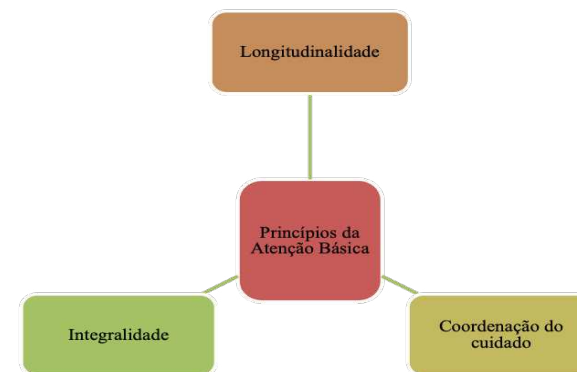 Longitudinalidade
Princípios da
Atenção Básica
Integralidade
Coordenação do
cuidado